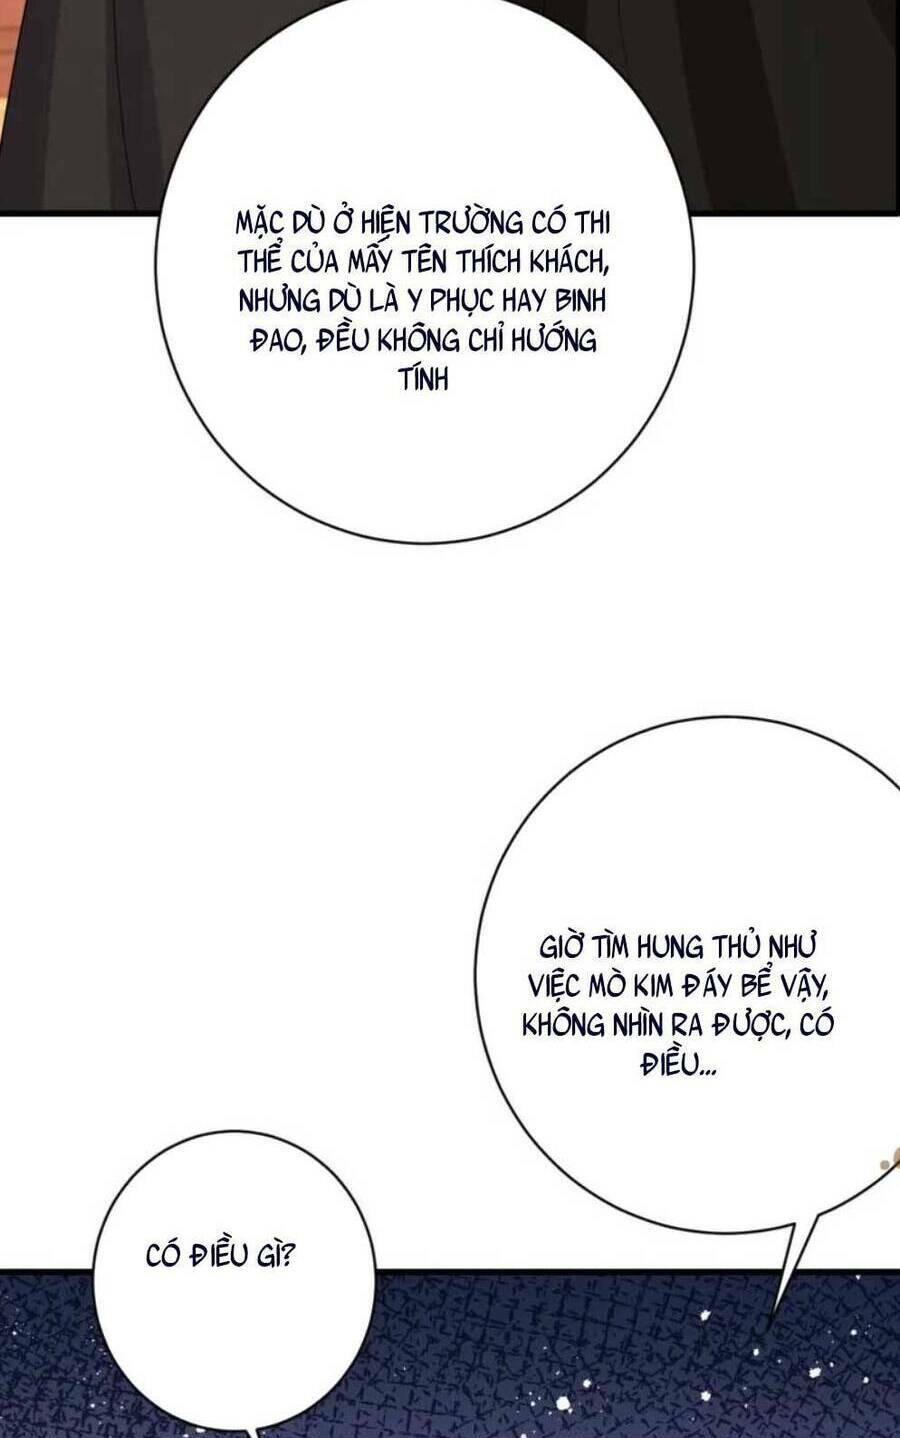 MẶC DÙ Ở HIỆN TRƯỜNG CÓ THI
THỂ CỦA MẤY TÊN THÍCH KHÁCH,
NHƯNG DÙ LÀ Y PHỤC HAY BINH
ĐAO, ĐỀU KHÔNG CHỈ HƯỚNG
TÍNH
GIỜ TÌM HUNG THỦ NHƯ
VIỆC MÒ KIM ĐÁY BỂ VẬY,
KHÔNG NHÌN RA ĐƯỢC, CÓ
ĐIỀU...
CÓ ĐIỀU GÌ?